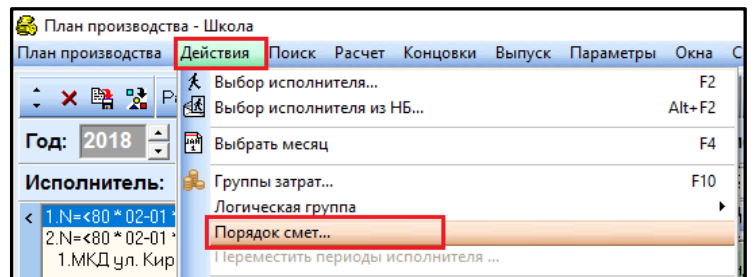 План производства - Школа
План производства Действия Поиск Расчет Концовки Выпуск Параметры Окна
Выбор исполнителя... F2
Выбор исполнителя из НБ... Alt+F2
Год: 2018
Выбрать месяц F4
Исполнитель:
Группы затрат... F10
Логическая группа
1.N=<80 * 02-01
Порядок смет...
2.N=<80 * 02-01
Переместить периоды исполнителя ...
1.МКД ул. Кир